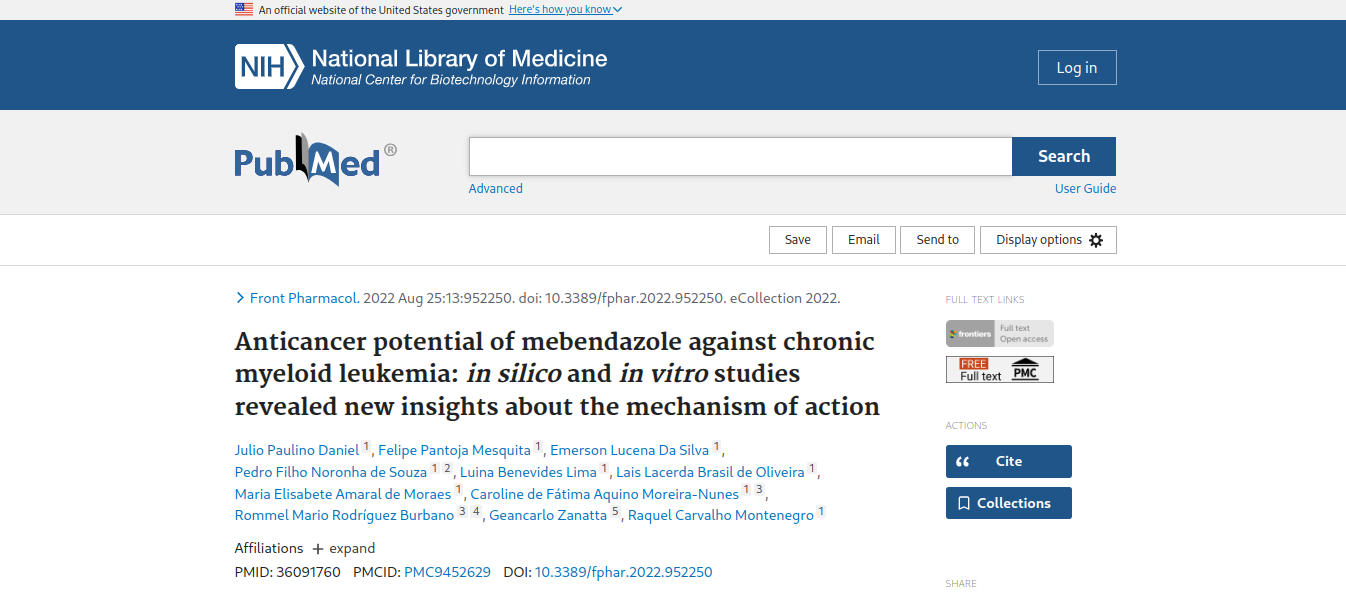 An official website of the United States government Here's how you know
NIH National Library of Medicine
National Center for Biotechnology Information
Log in
PubMed®
Search
Advanced
User Guide
Save
Email
Send to
Display options
Front Pharmacol. 2022 Aug 25:13:952250. doi: 10.3389/fphar.2022.952250. eCollection 2022.
Anticancer potential of mebendazole against chronic
myeloid leukemia: in silico and in vitro studies
revealed new insights about the mechanism of action
Julio Paulino Daniel 1, Felipe Pantoja Mesquita 1, Emerson Lucena Da Silva 1,
Pedro Filho Noronha de Souza 1 2, Luina Benevides Lima 1, Lais Lacerda Brasil de Oliveira 1,
Maria Elisabete Amaral de Moraes 1, Caroline de Fátima Aquino Moreira-Nunes 1 3,
Rommel Mario Rodríguez Burbano 3 4, Geancarlo Zanatta 5, Raquel Carvalho Montenegro 1
Affiliations + expand
PMID: 36091760 PMCID: PMC9452629 DOI: 10.3389/fphar.2022.952250
FULL TEXT LINKS
frontiers
Full text
Open access
FREE
Full text
PMC
ACTIONS
Cite
Collections
SHARE